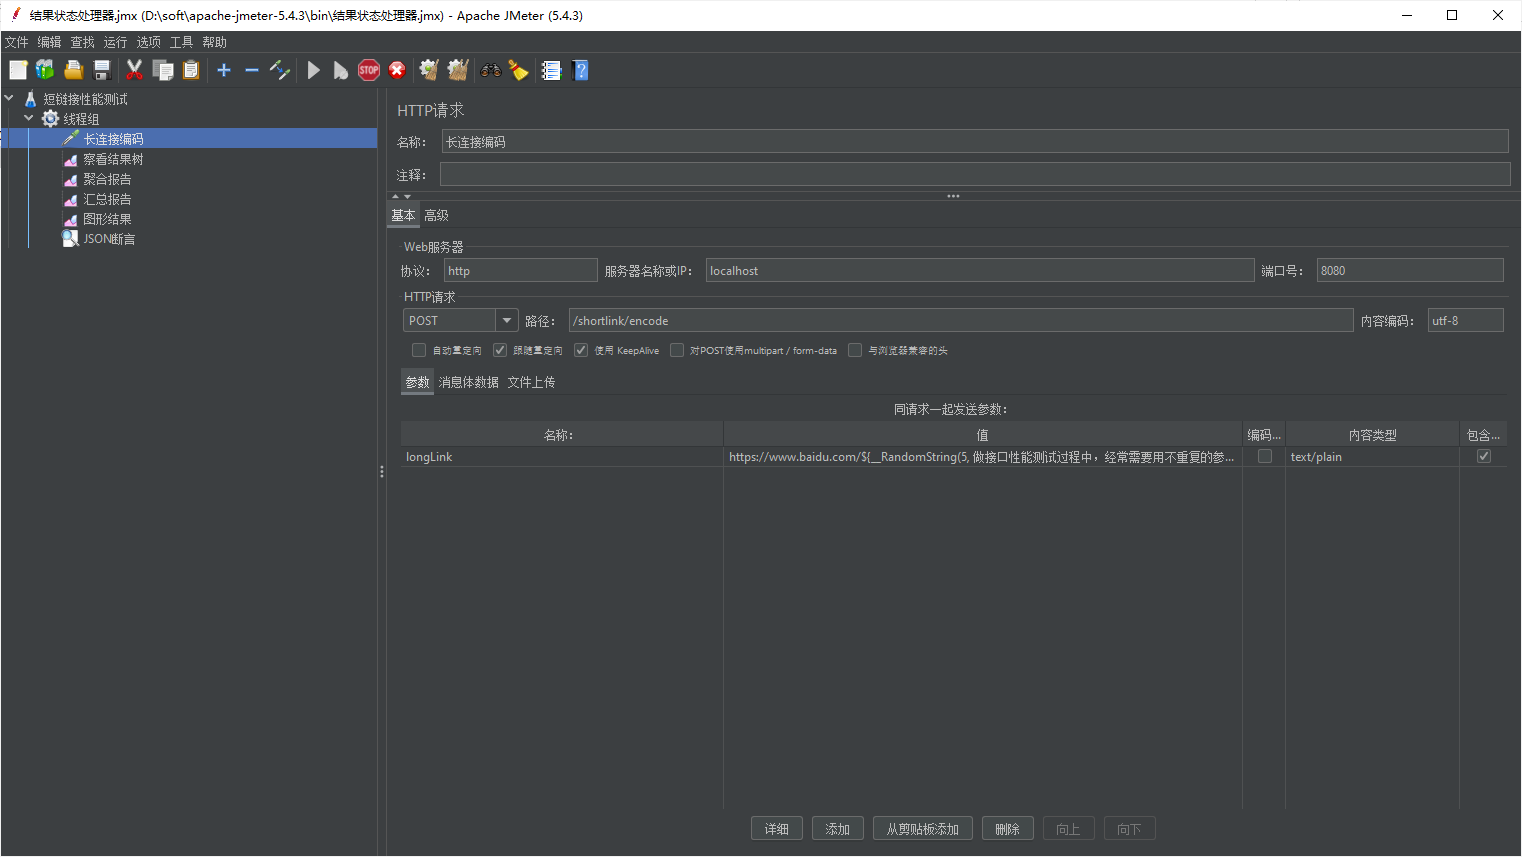 结果状态处理器.jmx (D:\soft\apache-jmeter-5.4.3\bin\结果状态处理器.jmx) - Apache JMeter (5.4.3)
文件 编辑 查找 运行 选项 工具 帮助
STOP
短链接性能测试
线程组
长连接编码
察看结果树
聚合报告
汇总报告
图形结果
JSON断言
HTTP请求
名称： 长连接编码
注释：
基本 高级
Web服务器
协议： http 服务器名称或IP： localhost 端口号： 8080
HTTP请求
POST 路径： /shortlink/encode 内容编码： utf-8
自动重定向 跟随重定向 使用 KeepAlive 对POST使用multipart / form-data 与浏览器兼容的头
参数 消息体数据 文件上传
同请求一起发送参数：
名称： 值 编码... 内容类型 包含...
longLink https://www.baidu.com/${__RandomString(5, 做接口性能测试过程中，经常需要用不重复的参... text/plain
详细 添加 从剪贴板添加 删除 向上 向下